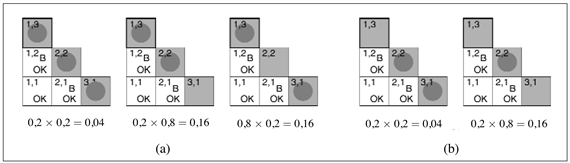 1,3 1,3 1,3 1,3 1,3
1,2 B OK 2,2 1,2 B OK 2,2 1,2 B OK 2,2 1,2 B OK 2,2 1,2 B OK 2,2
1,1 OK 2,1 B OK 3,1 1,1 OK 2,1 B OK 3,1 1,1 OK 2,1 B OK 3,1 1,1 OK 2,1 B OK 3,1 1,1 OK 2,1 B OK 3,1
0,2 × 0,2 = 0,04 0,2 × 0,8 = 0,16 0,8 × 0,2 = 0,16 0,2 × 0,2 = 0,04 0,2 × 0,8 = 0,16
(a) (b)